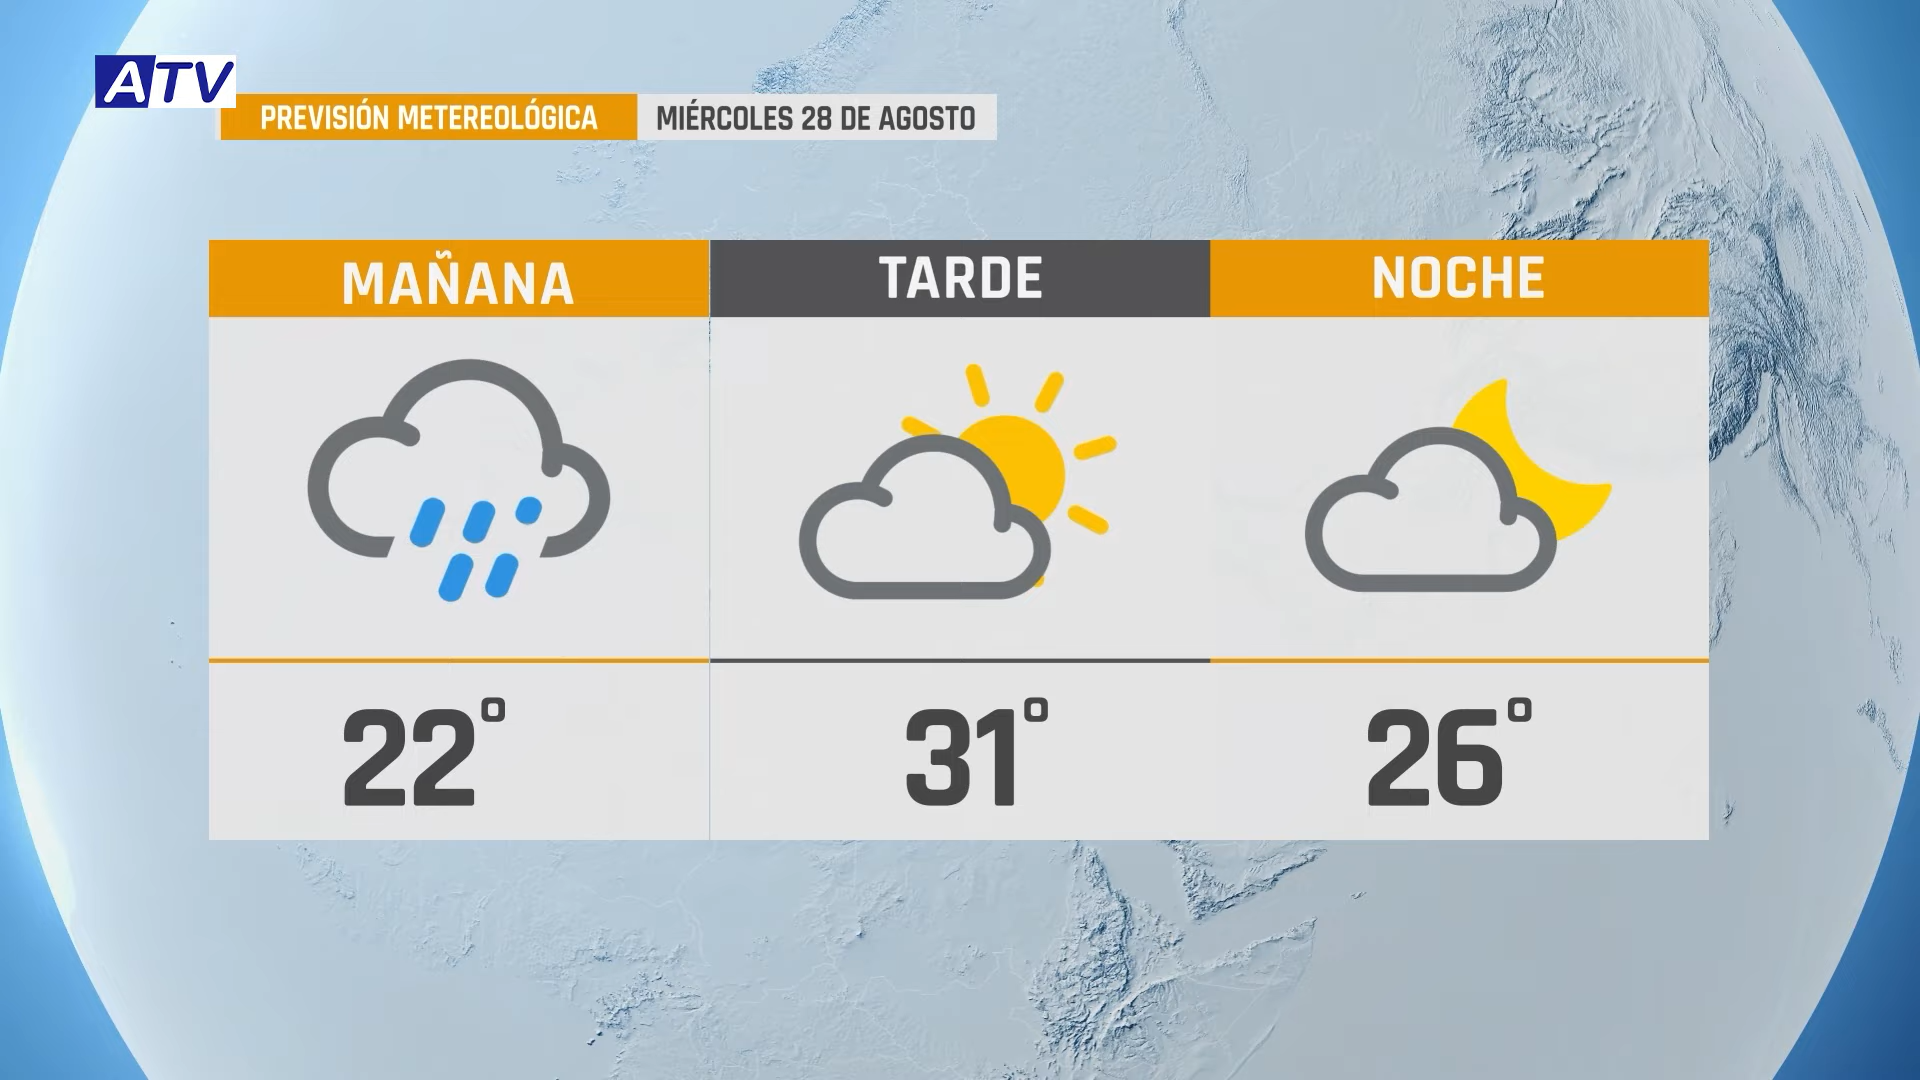 ATV
PREVISIÓN METEREOLÓGICA MIÉRCOLES 28 DE AGOSTO
MAÑANA TARDE NOCHE
22° 31° 26°